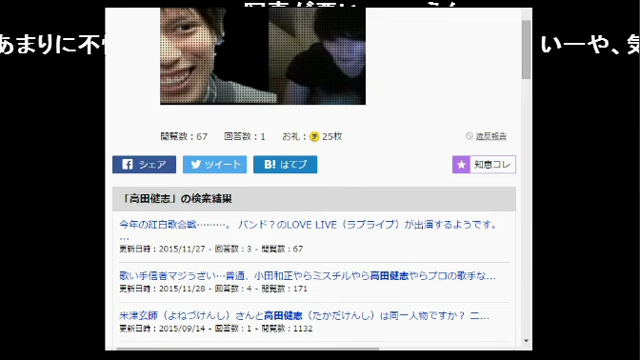 あまりに不
いーや、気
閲覧数：67 回答数：1 お礼： 25枚
違反報告
シェア ツイート B! はてブ 知恵コレ
「高田健志」の検索結果
今年の紅白歌合戦………。 バンド？のLOVE LIVE（ラブライブ）が出演するようです。
...
更新日時：2015/11/27 - 回答数：3 - 閲覧数：67
歌い手信者マジうざい…普通、小田和正やらミスチルやら高田健志やらプロの歌手な...
更新日時：2015/11/28 - 回答数：4 - 閲覧数：171
米津玄師（よねづけんし）さんと高田健志（たかだけんし）は同一人物ですか？ 二...
更新日時：2015/09/14 - 回答数：1 - 閲覧数：1132